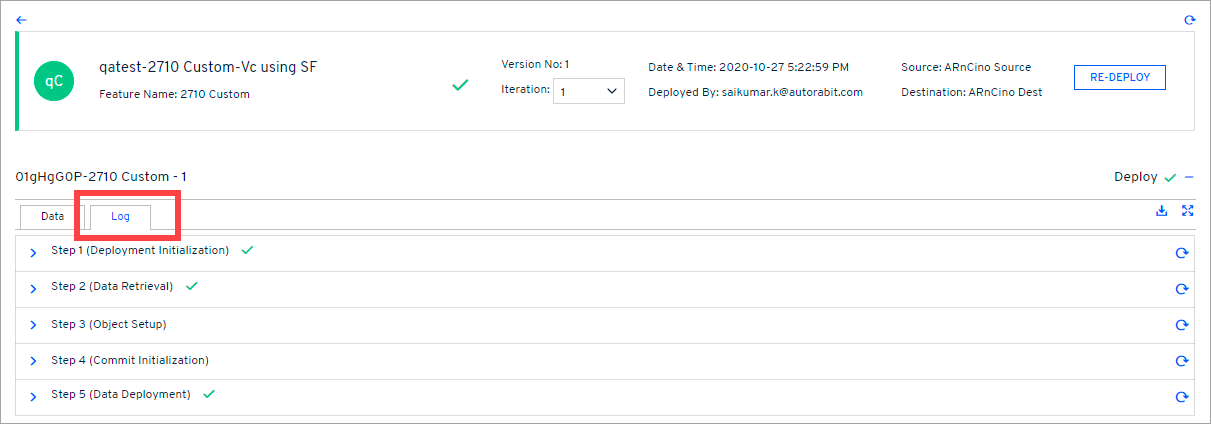 qC
qatest-2710 Custom-Vc using SF
Feature Name: 2710 Custom
Version No: 1
Iteration: 1
Date & Time: 2020-10-27 5:22:59 PM
Deployed By: saikumar.k@autorabit.com
Source: ARnCino Source
Destination: ARnCino Dest
RE-DEPLOY
01gHgG0P-2710 Custom - 1
Deploy
Data
Log
Step 1 (Deployment Initialization)
Step 2 (Data Retrieval)
Step 3 (Object Setup)
Step 4 (Commit Initialization)
Step 5 (Data Deployment)